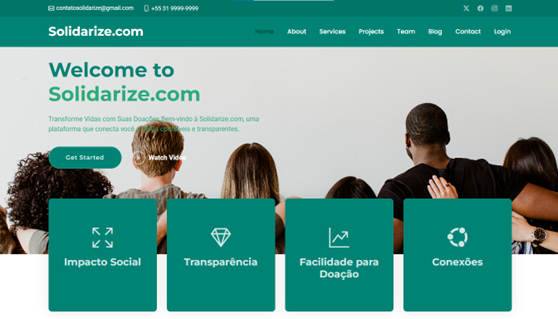 contatosolidarize@gmail.com +55 31 9999-9999
Solidarize.com
Home About Services Projects Team Blog Contact Login
Welcome to
Solidarize.com
Transforme Vidas com Suas Doações Bem-vindo à Solidarize.com, uma
plataforma que conecta você a e transparentes.
Get Started Watch Video
Impacto Social
Transparência
Facilidade para
Doação
Conexões